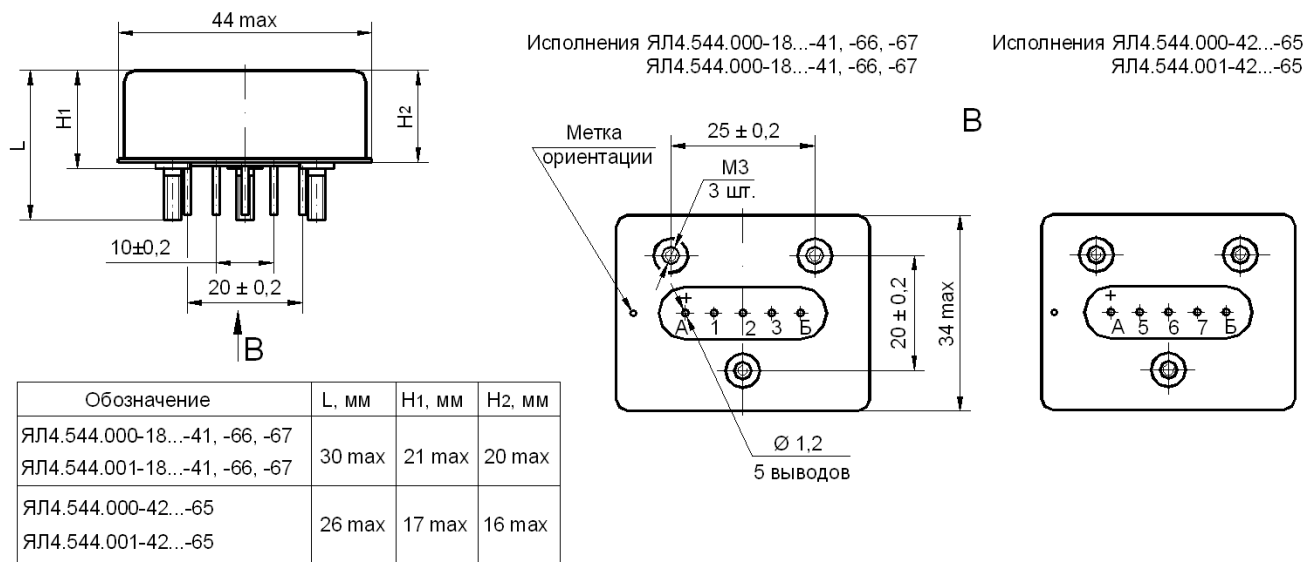 44 max
L
H1
H2
10±0,2
20 ± 0,2
В
Исполнения ЯЛ4.544.000-18...-41, -66, -67
ЯЛ4.544.000-18...-41, -66, -67
Исполнения ЯЛ4.544.000-42...-65
ЯЛ4.544.001-42...-65
В
Метка
ориентации
25 ± 0,2
М3
3 шт.
+
А 1 2 3 Б
20 ± 0,2
34 max
Ø 1,2
5 выводов
+
А 5 6 7 Б
Обозначение L, мм H1, мм H2, мм
ЯЛ4.544.000-18...-41, -66, -67
ЯЛ4.544.001-18...-41, -66, -67
30 max 21 max 20 max
ЯЛ4.544.000-42...-65
ЯЛ4.544.001-42...-65
26 max 17 max 16 max